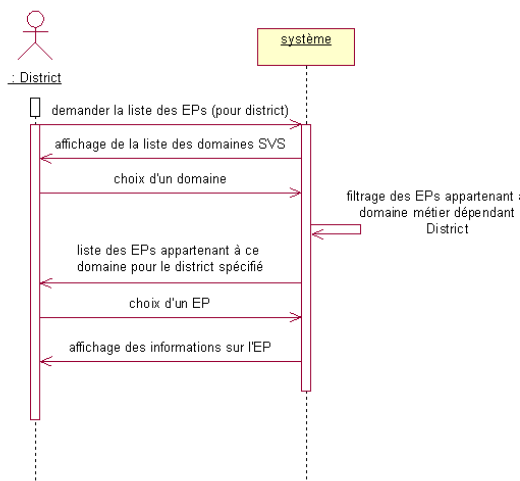 système
: District
demander la liste des EPs (pour district)
affichage de la liste des domaines SVS
choix d'un domaine
filtrage des EPs appartenant à
domaine métier dépendant
District
liste des EPs appartenant à ce
domaine pour le district spécifié
choix d'un EP
affichage des informations sur l'EP